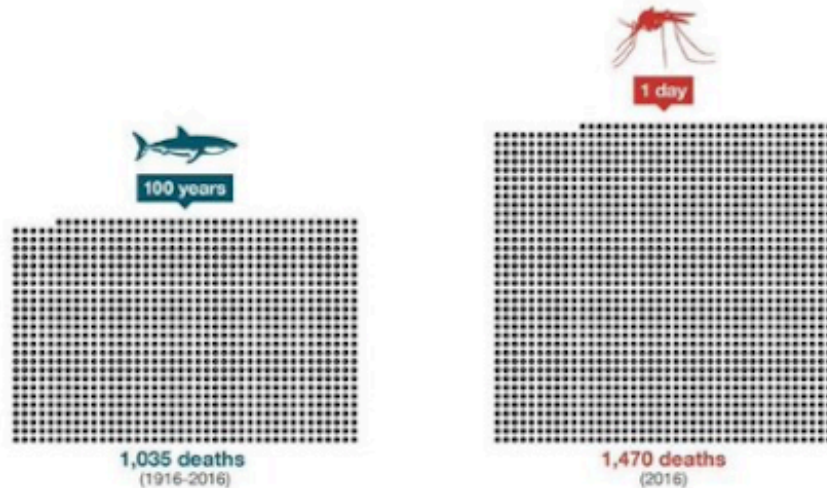 100 years
1,035 deaths
(1916-2016)
1 day
1,470 deaths
(2016)